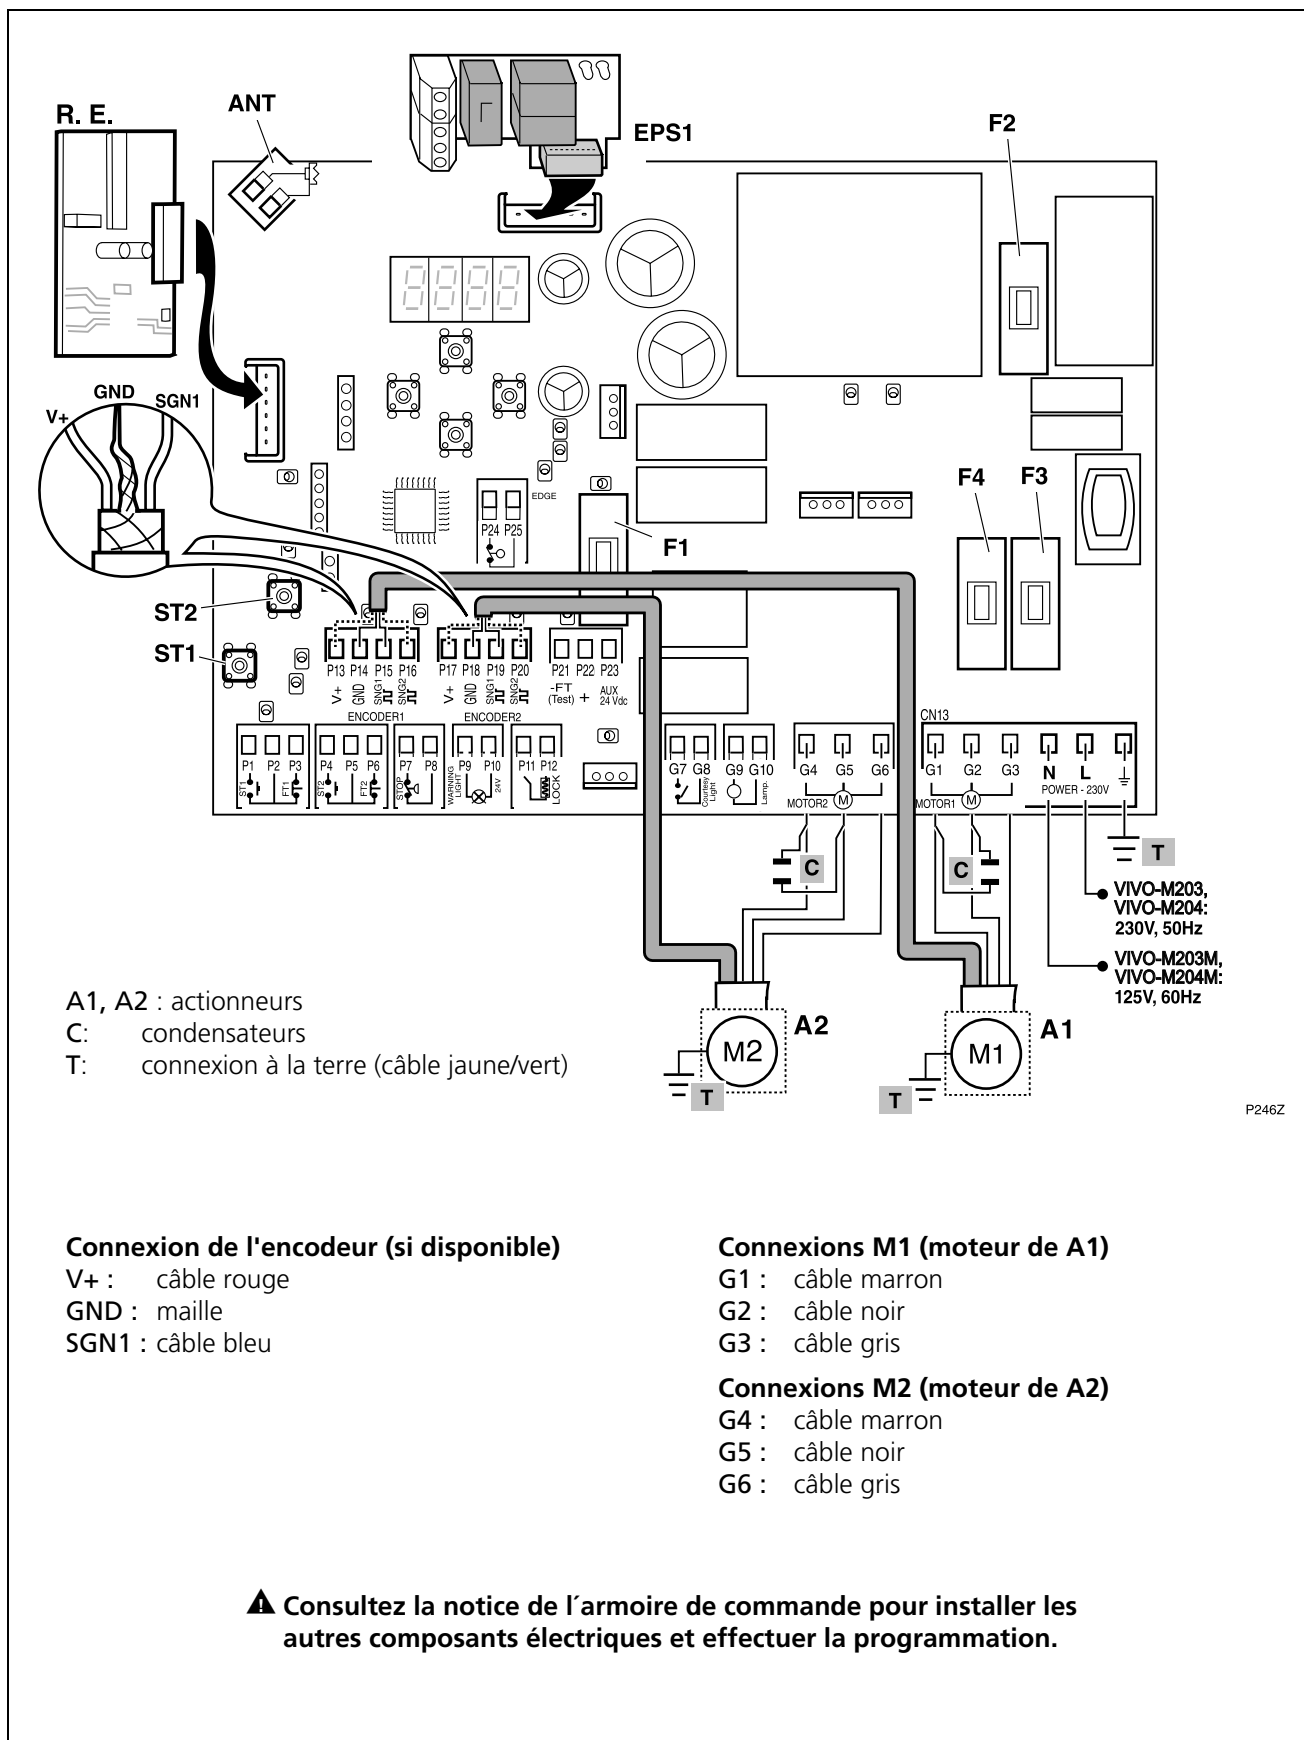 R. E.
ANT
EPS1
F2
GND
V+
SGN1
F4
F3
EDGE
P24 P25
F1
ST2
ST1
P13 P14 P15 P16
V+ GND SNG1 SNG2
P17 P18 P19 P20
V+ GND SNG1 SNG2
P21 P22 P23
-FT (Test) +
AUX
24 Vdc
ENCODER1
ENCODER2
CN13
P1 P2 P3
ST1 FT1
P4 P5 P6
ST2 FT2
P7 P8
STOP
P9 P10
WARNING LIGHT 24V
P11 P12
LOCK
G7 G8
Courtesy Light
G9 G10
Lamp.
G4 G5 G6
MOTOR2 M
G1 G2 G3
MOTOR1 M
N L
POWER - 230V
C
C
T
VIVO-M203,
VIVO-M204:
230V, 50Hz
VIVO-M203M,
VIVO-M204M:
125V, 60Hz
A1, A2 : actionneurs
C: condensateurs
T: connexion à la terre (câble jaune/vert)
M2
A2
T
M1
A1
T
P246Z
Connexion de l'encodeur (si disponible)
V+ : câble rouge
GND : maille
SGN1 : câble bleu
Connexions M1 (moteur de A1)
G1 : câble marron
G2 : câble noir
G3 : câble gris
Connexions M2 (moteur de A2)
G4 : câble marron
G5 : câble noir
G6 : câble gris
Consultez la notice de l´armoire de commande pour installer les
autres composants électriques et effectuer la programmation.